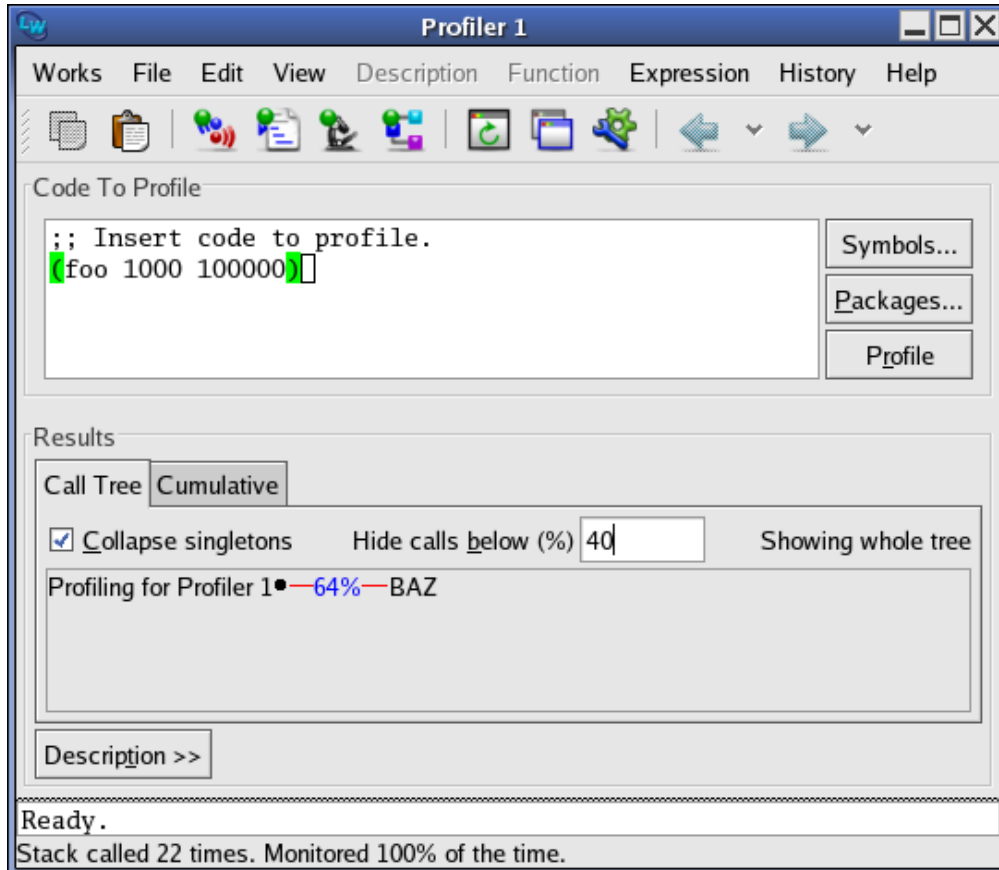 LW
Profiler 1
Works File Edit View Description Function Expression History Help
Code To Profile
;; Insert code to profile.
(foo 1000 100000)
Symbols...
Packages...
Profile
Results
Call Tree Cumulative
Collapse singletons Hide calls below (%) 40 Showing whole tree
Profiling for Profiler 1 64% BAZ
Description >>
Ready.
Stack called 22 times. Monitored 100% of the time.